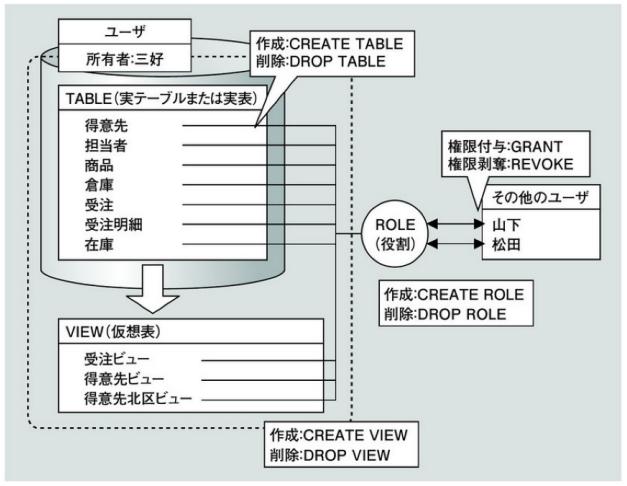 ユーザ
所有者:三好
作成:CREATE TABLE
削除:DROP TABLE
TABLE(実テーブルまたは実表)
得意先
担当者
商品
倉庫
受注
受注明細
在庫
権限付与:GRANT
権限剥奪:REVOKE
その他のユーザ
山下
松田
ROLE
(役割)
作成:CREATE ROLE
削除:DROP ROLE
VIEW(仮想表)
受注ビュー
得意先ビュー
得意先北区ビュー
作成:CREATE VIEW
削除:DROP VIEW